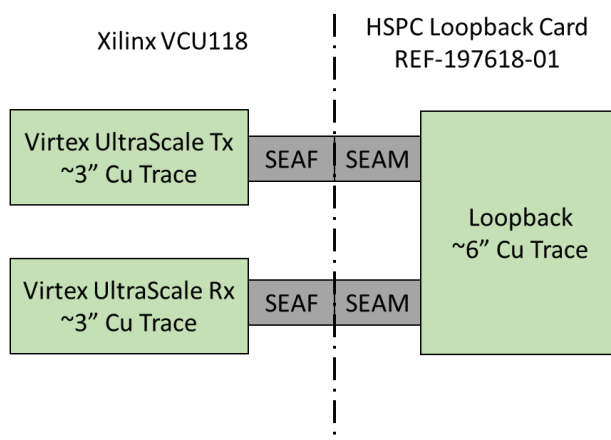 Xilinx VCU118
HSPC Loopback Card
REF-197618-01
Virtex UltraScale Tx
~3” Cu Trace
SEAF
SEAM
Loopback
~6” Cu Trace
Virtex UltraScale Rx
~3” Cu Trace
SEAF
SEAM